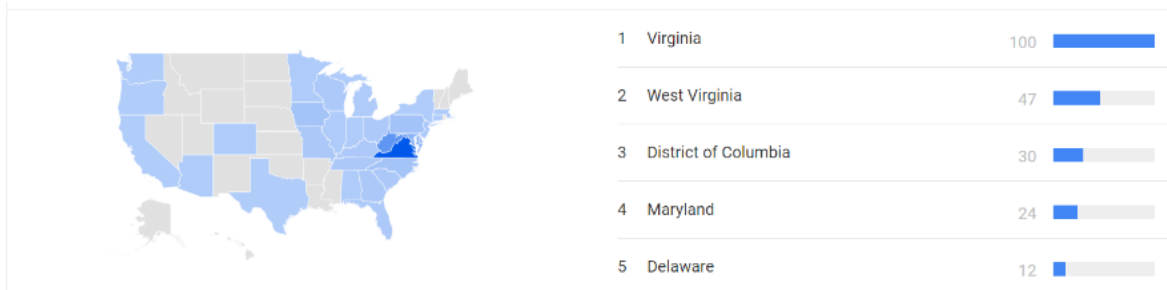 1 Virginia 100
2 West Virginia 47
3 District of Columbia 30
4 Maryland 24
5 Delaware 12